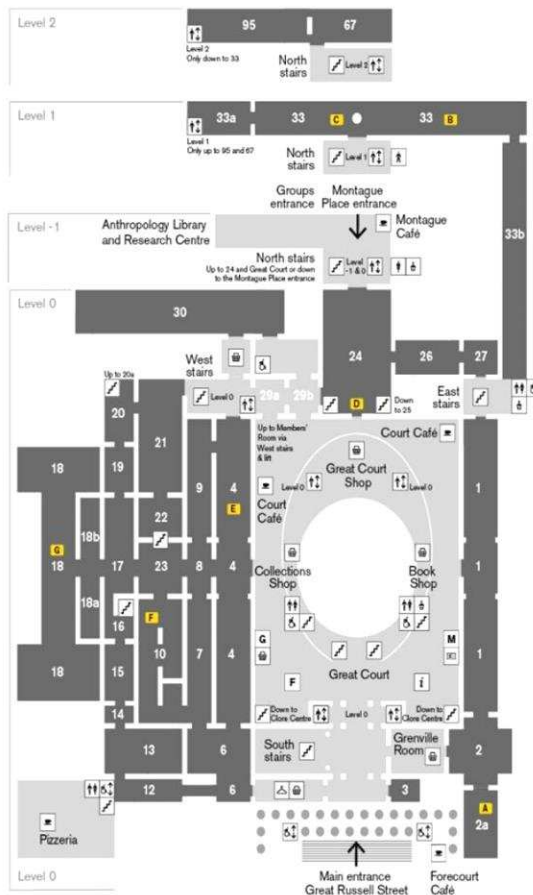 Level 2
95
67
Level 2
Only down to 33
North
stairs
Level 2
Level 1
33a
33
C
33
B
Level 1
Only up to 95 and 67
North
stairs
Level 1
33b
Groups
entrance
Montague
Place entrance
Level -1
Anthropology Library
and Research Centre
Montague
Café
North stairs
Up to 24 and Great Court or down
to the Montague Place entrance
Level
-1 & 0
Level 0
30
West
stairs
24
26
27
Up to 20a
Level 0
29a
29b
D
Down
to 25
East
stairs
20
21
Up to Members'
Room via
West stairs
& lift
Court Café
Great Court
Shop
18
19
9
4
Level 0
Level 0
1
Court
Café
18b
22
E
G
18
17
23
8
4
Collections
Shop
Book
Shop
1
18a
16
F
10
7
4
G
M
1
18
15
F
i
Great Court
14
Down to
Clore Centre
Level 0
Down to
Clore Centre
13
6
South
stairs
Grenville
Room
2
12
6
3
A
2a
Pizzeria
Main entrance
Great Russell Street
Forecourt
Café
Level 0